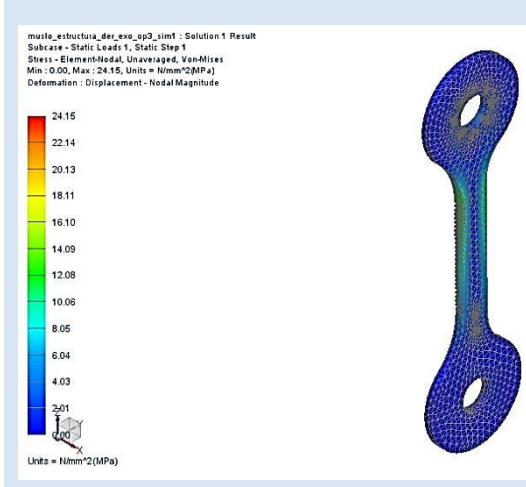 muslo_estructura_der_exo_op3_sim1 : Solution 1 Result
Subcase - Static Loads 1, Static Step 1
Stress - Element-Nodal, Unaveraged, Von-Mises
Min : 0.00, Max : 24.15, Units = N/mm^2(MPa)
Deformation : Displacement - Nodal Magnitude
24.15
22.14
20.13
18.11
16.10
14.09
12.08
10.06
8.05
6.04
4.03
2.01
0.00
Z
Y
X
Units = N/mm^2(MPa)